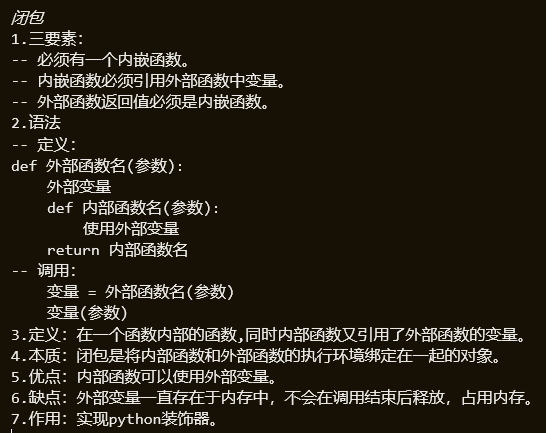 闭包
1.三要素：
-- 必须有一个内嵌函数。
-- 内嵌函数必须引用外部函数中变量。
-- 外部函数返回值必须是内嵌函数。
2.语法
-- 定义：
def 外部函数名(参数):
    外部变量
    def 内部函数名(参数):
        使用外部变量
    return 内部函数名
-- 调用：
    变量 = 外部函数名(参数)
    变量(参数)
3.定义：在一个函数内部的函数,同时内部函数又引用了外部函数的变量。
4.本质：闭包是将内部函数和外部函数的执行环境绑定在一起的对象。
5.优点：内部函数可以使用外部变量。
6.缺点：外部变量一直存在于内存中，不会在调用结束后释放，占用内存。
7.作用：实现python装饰器。